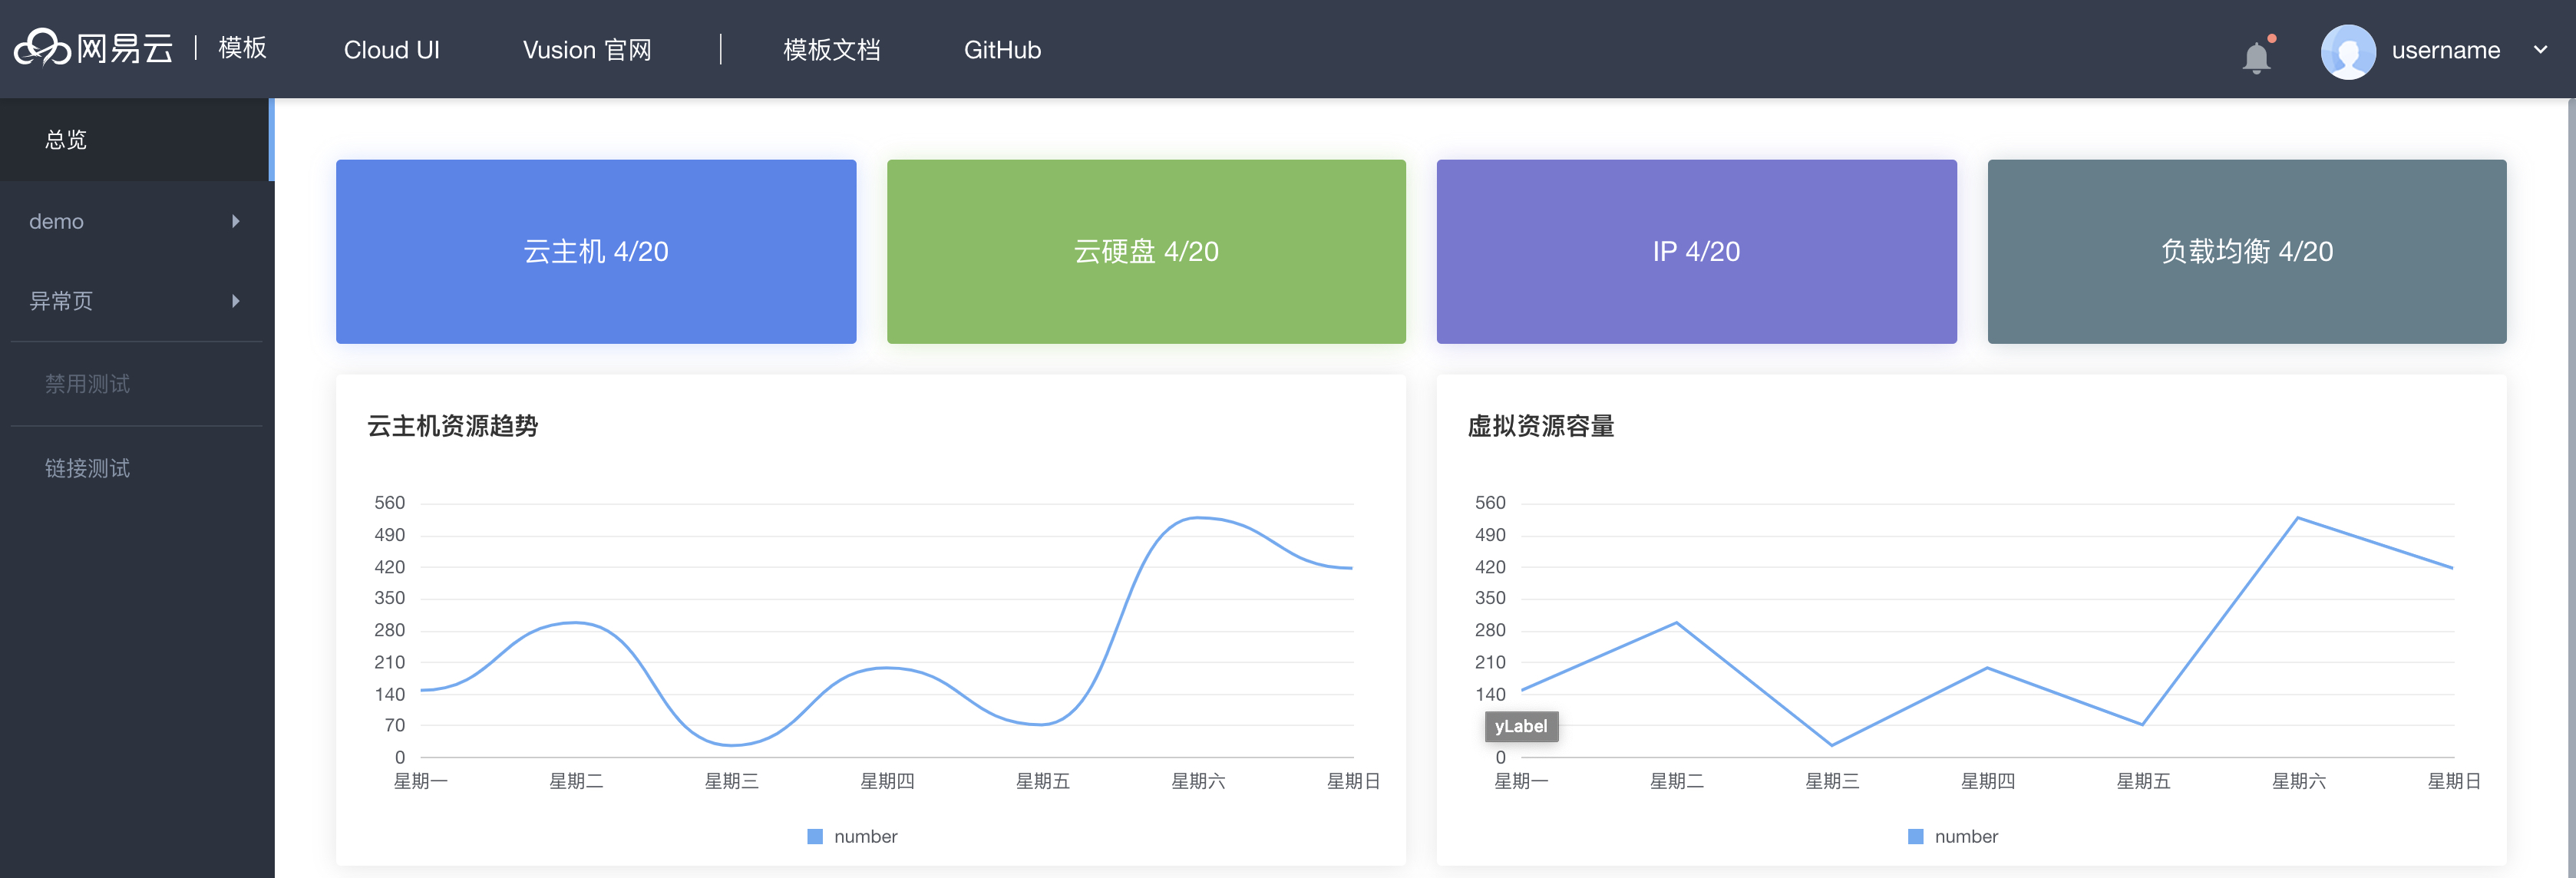 网易云 | 模板 Cloud UI Vusion 官网 | 模板文档 GitHub username
总览
demo
异常页
禁用测试
链接测试
云主机 4/20
云硬盘 4/20
IP 4/20
负载均衡 4/20
云主机资源趋势
560
490
420
350
280
210
140
70
0
星期一 星期二 星期三 星期四 星期五 星期六 星期日
number
虚拟资源容量
560
490
420
350
280
210
140
yLabel
0
星期一 星期二 星期三 星期四 星期五 星期六 星期日
number